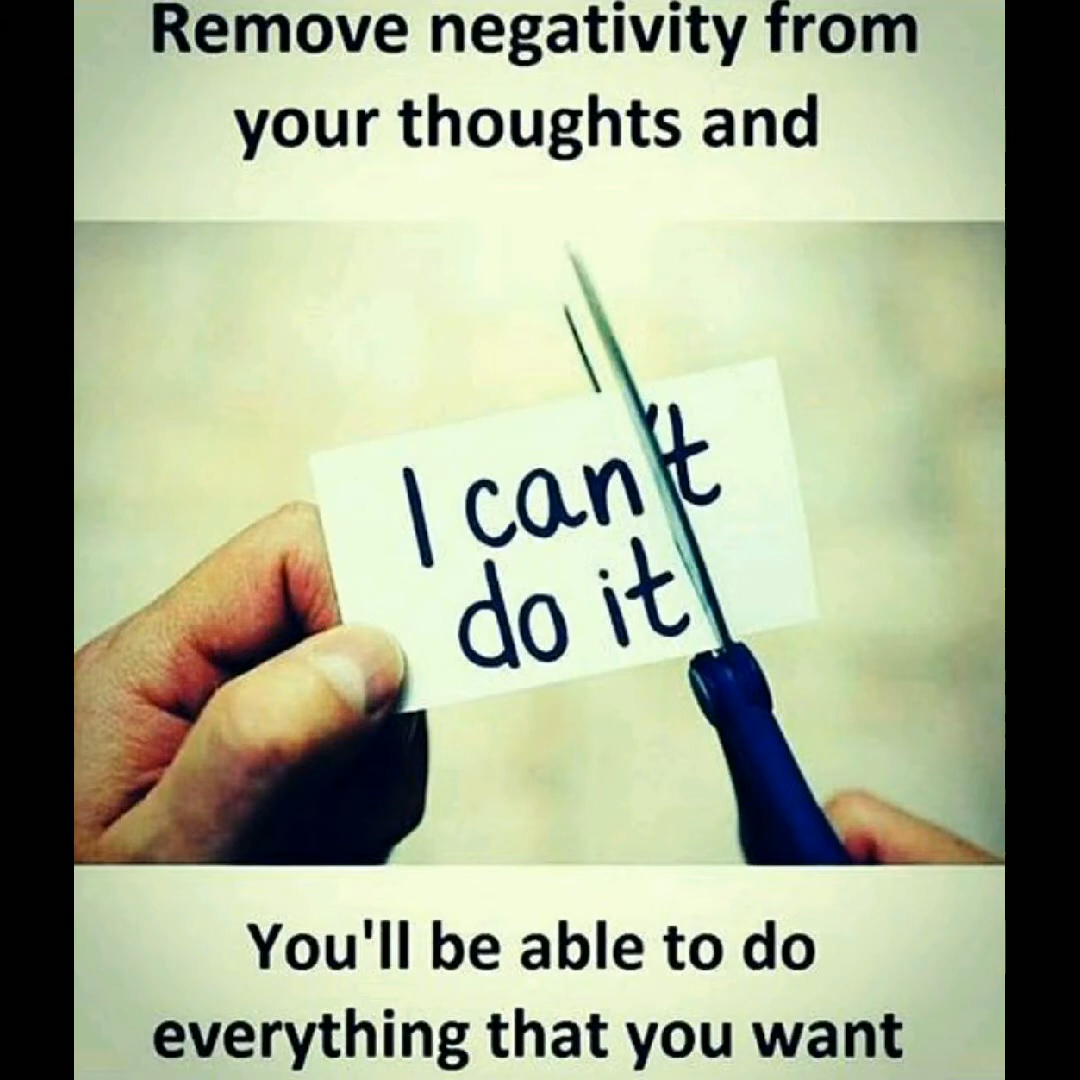 Remove negativity from
your thoughts and
I can't
do it
You'll be able to do
everything that you want